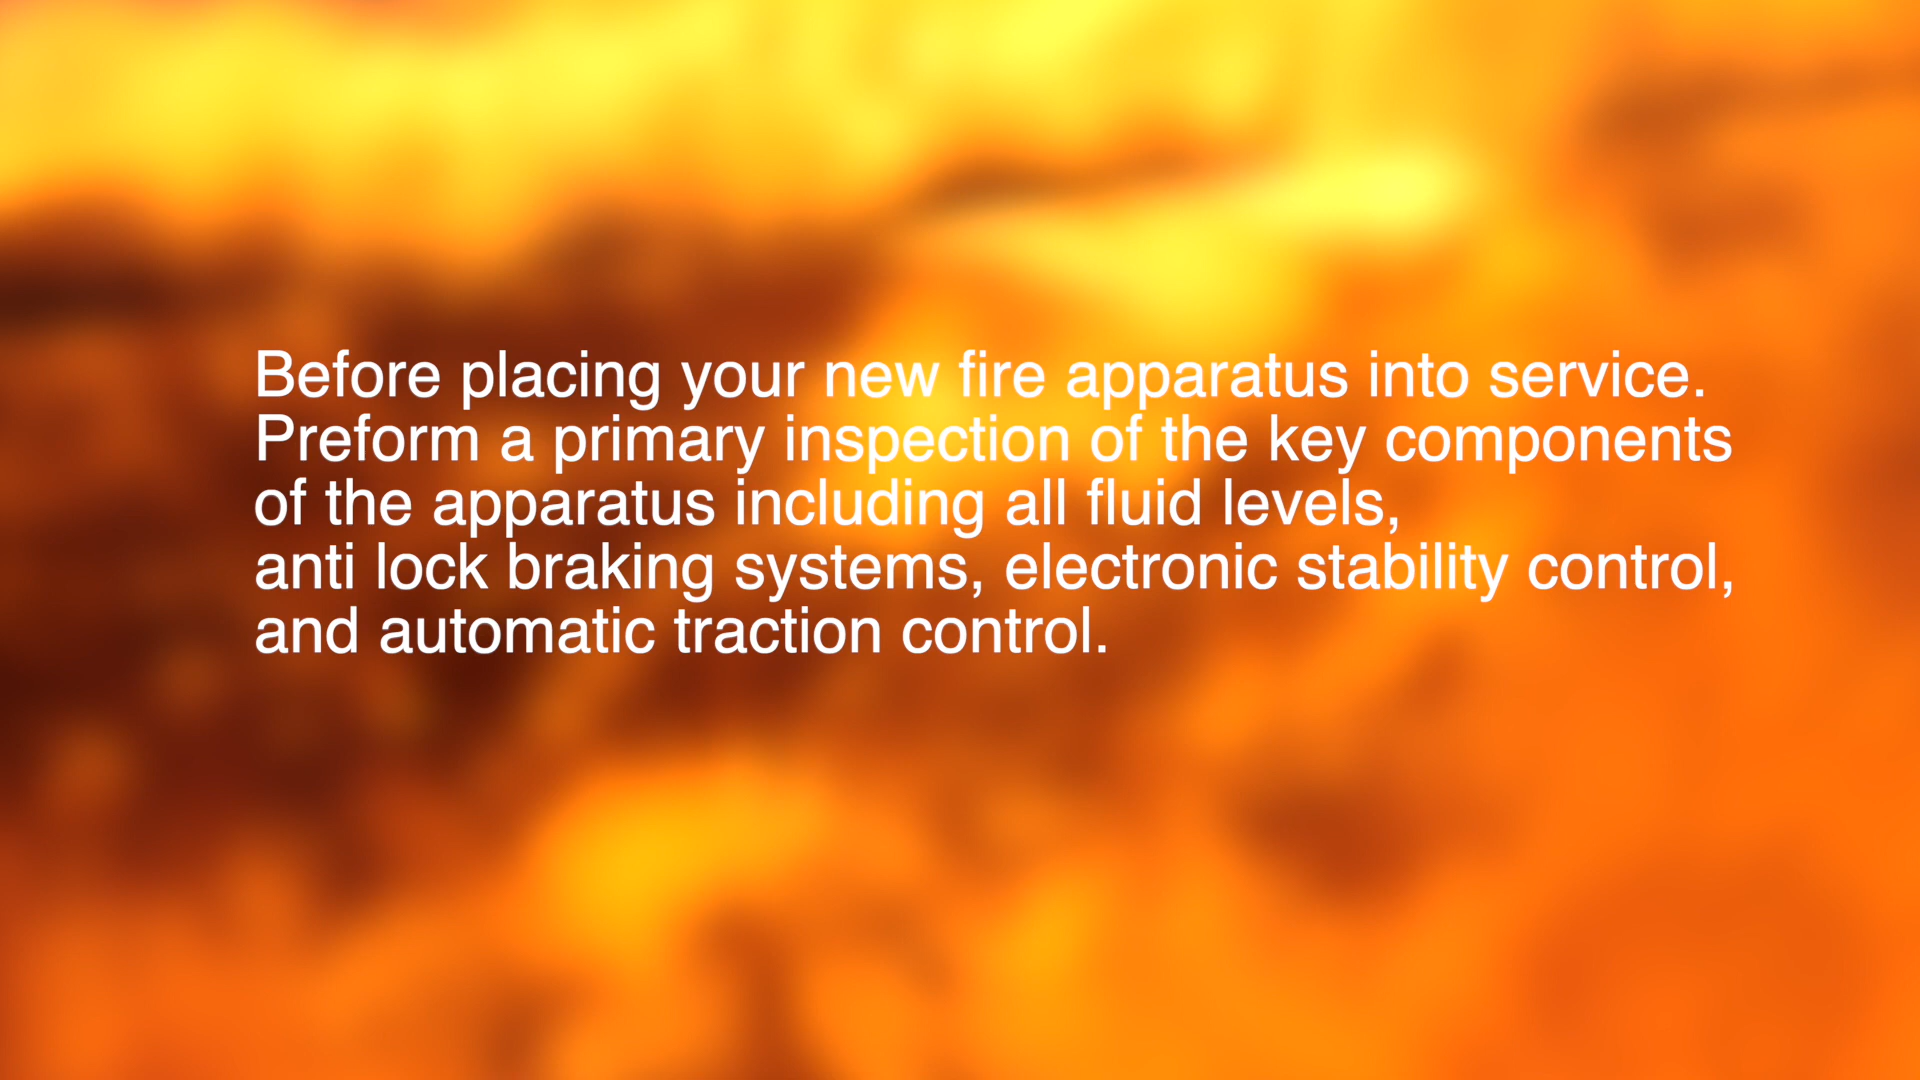 Before placing your new fire apparatus into service.
Preform a primary inspection of the key components
of the apparatus including all fluid levels,
anti lock braking systems, electronic stability control,
and automatic traction control.